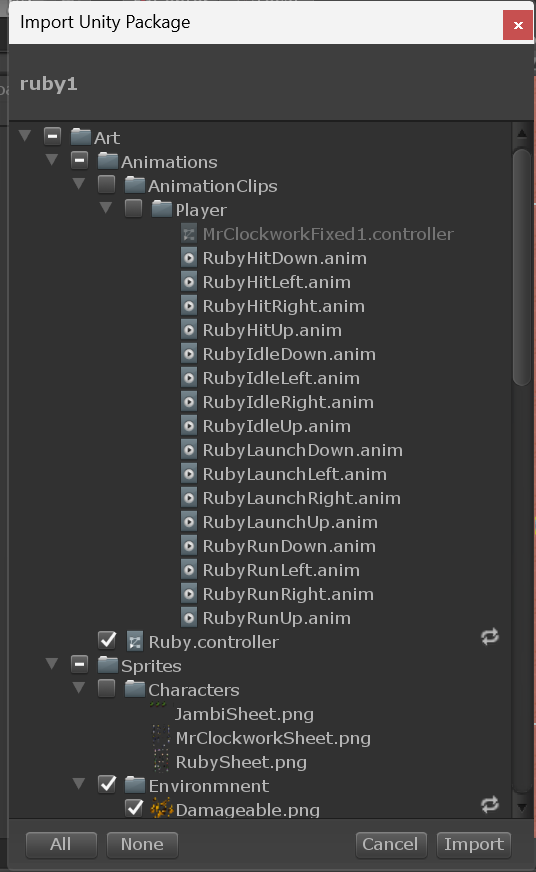 Import Unity Package
x
ruby1
Art
Animations
AnimationClips
Player
MrClockworkFixed1.controller
RubyHitDown.anim
RubyHitLeft.anim
RubyHitRight.anim
RubyHitUp.anim
RubyIdleDown.anim
RubyIdleLeft.anim
RubyIdleRight.anim
RubyIdleUp.anim
RubyLaunchDown.anim
RubyLaunchLeft.anim
RubyLaunchRight.anim
RubyLaunchUp.anim
RubyRunDown.anim
RubyRunLeft.anim
RubyRunRight.anim
RubyRunUp.anim
Ruby.controller
Sprites
Characters
JambiSheet.png
MrClockworkSheet.png
RubySheet.png
Environmnent
Damageable.png
All None Cancel Import